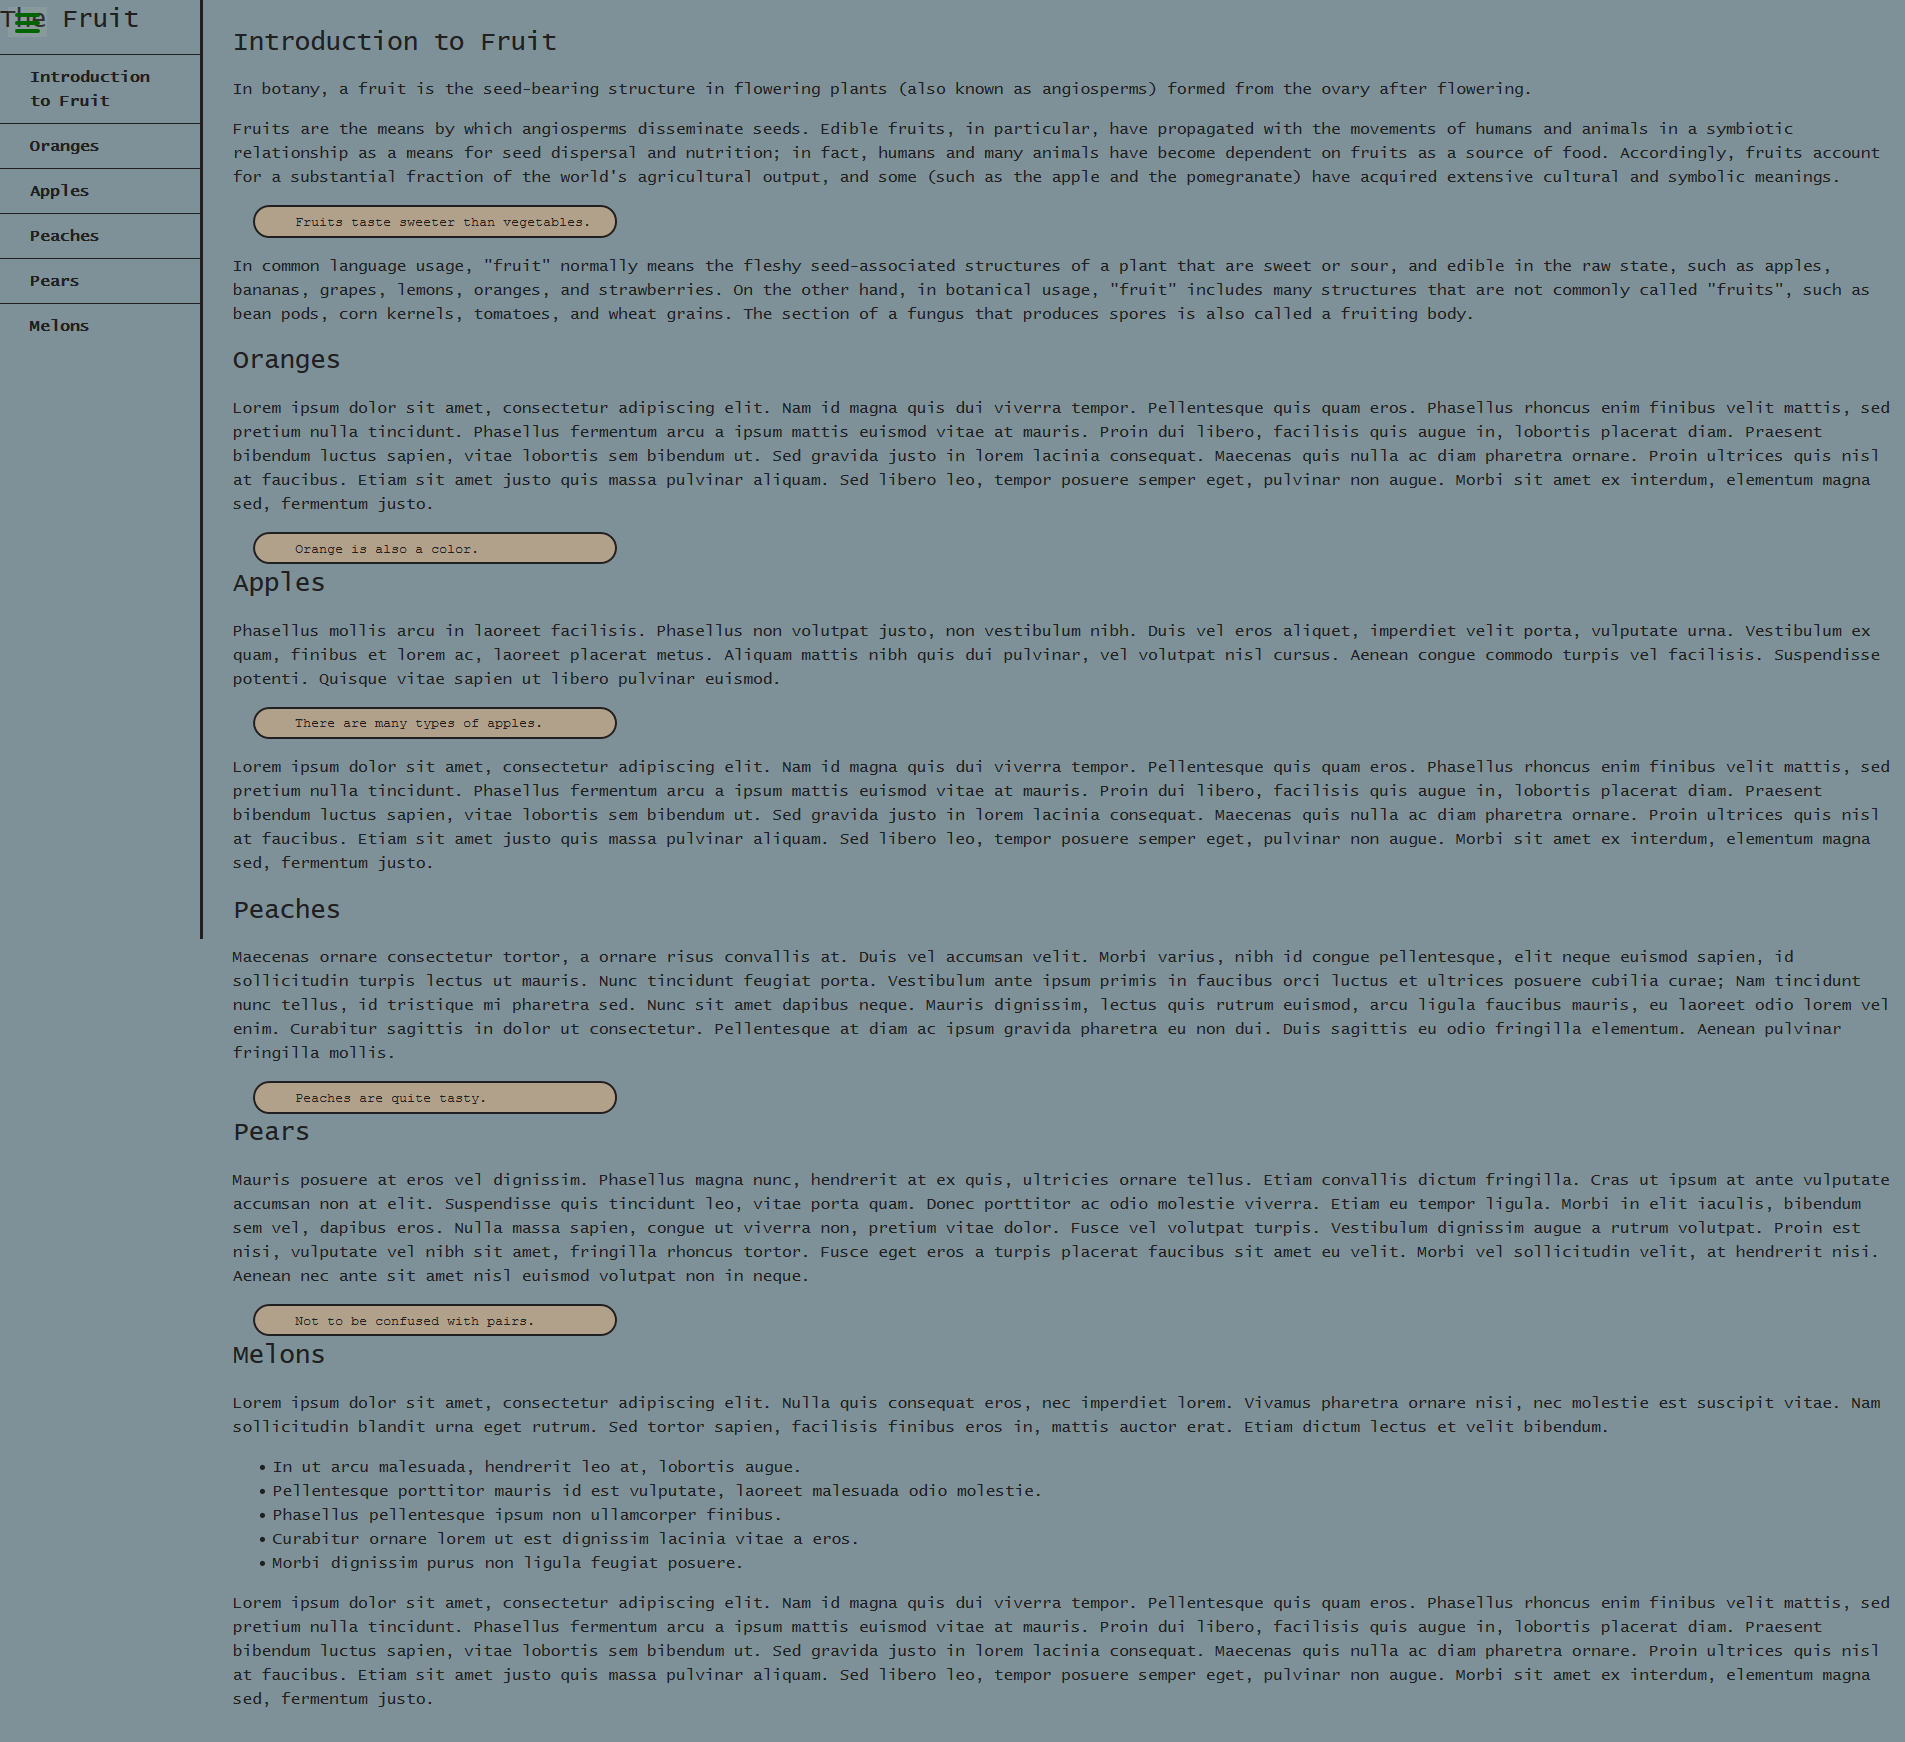 The Fruit
Introduction
to Fruit
Oranges
Apples
Peaches
Pears
Melons
Introduction to Fruit
In botany, a fruit is the seed-bearing structure in flowering plants (also known as angiosperms) formed from the ovary after flowering.
Fruits are the means by which angiosperms disseminate seeds. Edible fruits, in particular, have propagated with the movements of humans and animals in a symbiotic
relationship as a means for seed dispersal and nutrition; in fact, humans and many animals have become dependent on fruits as a source of food. Accordingly, fruits account
for a substantial fraction of the world's agricultural output, and some (such as the apple and the pomegranate) have acquired extensive cultural and symbolic meanings.
Fruits taste sweeter than vegetables.
In common language usage, "fruit" normally means the fleshy seed-associated structures of a plant that are sweet or sour, and edible in the raw state, such as apples,
bananas, grapes, lemons, oranges, and strawberries. On the other hand, in botanical usage, "fruit" includes many structures that are not commonly called "fruits", such as
bean pods, corn kernels, tomatoes, and wheat grains. The section of a fungus that produces spores is also called a fruiting body.
Oranges
Lorem ipsum dolor sit amet, consectetur adipiscing elit. Nam id magna quis dui viverra tempor. Pellentesque quis quam eros. Phasellus rhoncus enim finibus velit mattis, sed
pretium nulla tincidunt. Phasellus fermentum arcu a ipsum mattis euismod vitae at mauris. Proin dui libero, facilisis quis augue in, lobortis placerat diam. Praesent
bibendum luctus sapien, vitae lobortis sem bibendum ut. Sed gravida justo in lorem lacinia consequat. Maecenas quis nulla ac diam pharetra ornare. Proin ultrices quis nisl
at faucibus. Etiam sit amet justo quis massa pulvinar aliquam. Sed libero leo, tempor posuere semper eget, pulvinar non augue. Morbi sit amet ex interdum, elementum magna
sed, fermentum justo.
Orange is also a color.
Apples
Phasellus mollis arcu in laoreet facilisis. Phasellus non volutpat justo, non vestibulum nibh. Duis vel eros aliquet, imperdiet velit porta, vulputate urna. Vestibulum ex
quam, finibus et lorem ac, laoreet placerat metus. Aliquam mattis nibh quis dui pulvinar, vel volutpat nisl cursus. Aenean congue commodo turpis vel facilisis. Suspendisse
potenti. Quisque vitae sapien ut libero pulvinar euismod.
There are many types of apples.
Lorem ipsum dolor sit amet, consectetur adipiscing elit. Nam id magna quis dui viverra tempor. Pellentesque quis quam eros. Phasellus rhoncus enim finibus velit mattis, sed
pretium nulla tincidunt. Phasellus fermentum arcu a ipsum mattis euismod vitae at mauris. Proin dui libero, facilisis quis augue in, lobortis placerat diam. Praesent
bibendum luctus sapien, vitae lobortis sem bibendum ut. Sed gravida justo in lorem lacinia consequat. Maecenas quis nulla ac diam pharetra ornare. Proin ultrices quis nisl
at faucibus. Etiam sit amet justo quis massa pulvinar aliquam. Sed libero leo, tempor posuere semper eget, pulvinar non augue. Morbi sit amet ex interdum, elementum magna
sed, fermentum justo.
Peaches
Maecenas ornare consectetur tortor, a ornare risus convallis at. Duis vel accumsan velit. Morbi varius, nibh id congue pellentesque, elit neque euismod sapien, id
sollicitudin turpis lectus ut mauris. Nunc tincidunt feugiat porta. Vestibulum ante ipsum primis in faucibus orci luctus et ultrices posuere cubilia curae; Nam tincidunt
nunc tellus, id tristique mi pharetra sed. Nunc sit amet dapibus neque. Mauris dignissim, lectus quis rutrum euismod, arcu ligula faucibus mauris, eu laoreet odio lorem vel
enim. Curabitur sagittis in dolor ut consectetur. Pellentesque at diam ac ipsum gravida pharetra eu non dui. Duis sagittis eu odio fringilla elementum. Aenean pulvinar
fringilla mollis.
Peaches are quite tasty.
Pears
Mauris posuere at eros vel dignissim. Phasellus magna nunc, hendrerit at ex quis, ultricies ornare tellus. Etiam convallis dictum fringilla. Cras ut ipsum at ante vulputate
accumsan non at elit. Suspendisse quis tincidunt leo, vitae porta quam. Donec porttitor ac odio molestie viverra. Etiam eu tempor ligula. Morbi in elit iaculis, bibendum
sem vel, dapibus eros. Nulla massa sapien, congue ut viverra non, pretium vitae dolor. Fusce vel volutpat turpis. Vestibulum dignissim augue a rutrum volutpat. Proin est
nisi, vulputate vel nibh sit amet, fringilla rhoncus tortor. Fusce eget eros a turpis placerat faucibus sit amet eu velit. Morbi vel sollicitudin velit, at hendrerit nisi.
Aenean nec ante sit amet nisl euismod volutpat non in neque.
Not to be confused with pairs.
Melons
Lorem ipsum dolor sit amet, consectetur adipiscing elit. Nulla quis consequat eros, nec imperdiet lorem. Vivamus pharetra ornare nisi, nec molestie est suscipit vitae. Nam
sollicitudin blandit urna eget rutrum. Sed tortor sapien, facilisis finibus eros in, mattis auctor erat. Etiam dictum lectus et velit bibendum.
• In ut arcu malesuada, hendrerit leo at, lobortis augue.
• Pellentesque porttitor mauris id est vulputate, laoreet malesuada odio molestie.
• Phasellus pellentesque ipsum non ullamcorper finibus.
• Curabitur ornare lorem ut est dignissim lacinia vitae a eros.
• Morbi dignissim purus non ligula feugiat posuere.
Lorem ipsum dolor sit amet, consectetur adipiscing elit. Nam id magna quis dui viverra tempor. Pellentesque quis quam eros. Phasellus rhoncus enim finibus velit mattis, sed
pretium nulla tincidunt. Phasellus fermentum arcu a ipsum mattis euismod vitae at mauris. Proin dui libero, facilisis quis augue in, lobortis placerat diam. Praesent
bibendum luctus sapien, vitae lobortis sem bibendum ut. Sed gravida justo in lorem lacinia consequat. Maecenas quis nulla ac diam pharetra ornare. Proin ultrices quis nisl
at faucibus. Etiam sit amet justo quis massa pulvinar aliquam. Sed libero leo, tempor posuere semper eget, pulvinar non augue. Morbi sit amet ex interdum, elementum magna
sed, fermentum justo.